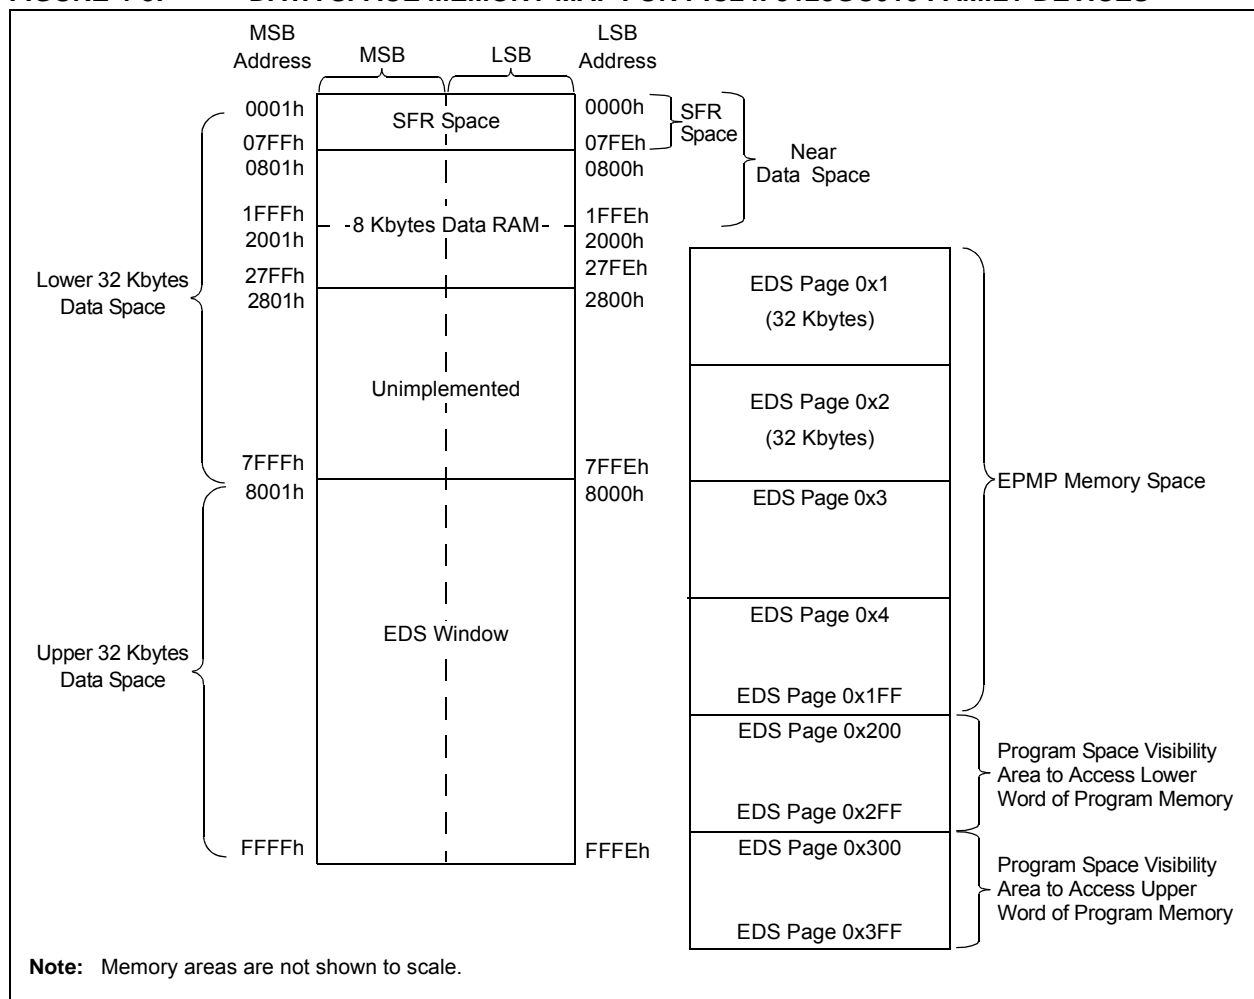 MSB
Address
MSB
LSB
LSB
Address
0001h
SFR Space
0000h
SFR
Space
07FFh
07FEh
0801h
0800h
Near
Data Space
1FFFh
8 Kbytes Data RAM
1FFEh
2001h
2000h
27FFh
27FEh
2801h
2800h
Lower 32 Kbytes
Data Space
Unimplemented
7FFFh
7FFEh
8001h
8000h
EDS Window
Upper 32 Kbytes
Data Space
FFFFh
FFFEh
EDS Page 0x1
(32 Kbytes)
EDS Page 0x2
(32 Kbytes)
EDS Page 0x3
EDS Page 0x4
EDS Page 0x1FF
EPMP Memory Space
EDS Page 0x200
EDS Page 0x2FF
Program Space Visibility
Area to Access Lower
Word of Program Memory
EDS Page 0x300
EDS Page 0x3FF
Program Space Visibility
Area to Access Upper
Word of Program Memory
Note: Memory areas are not shown to scale.